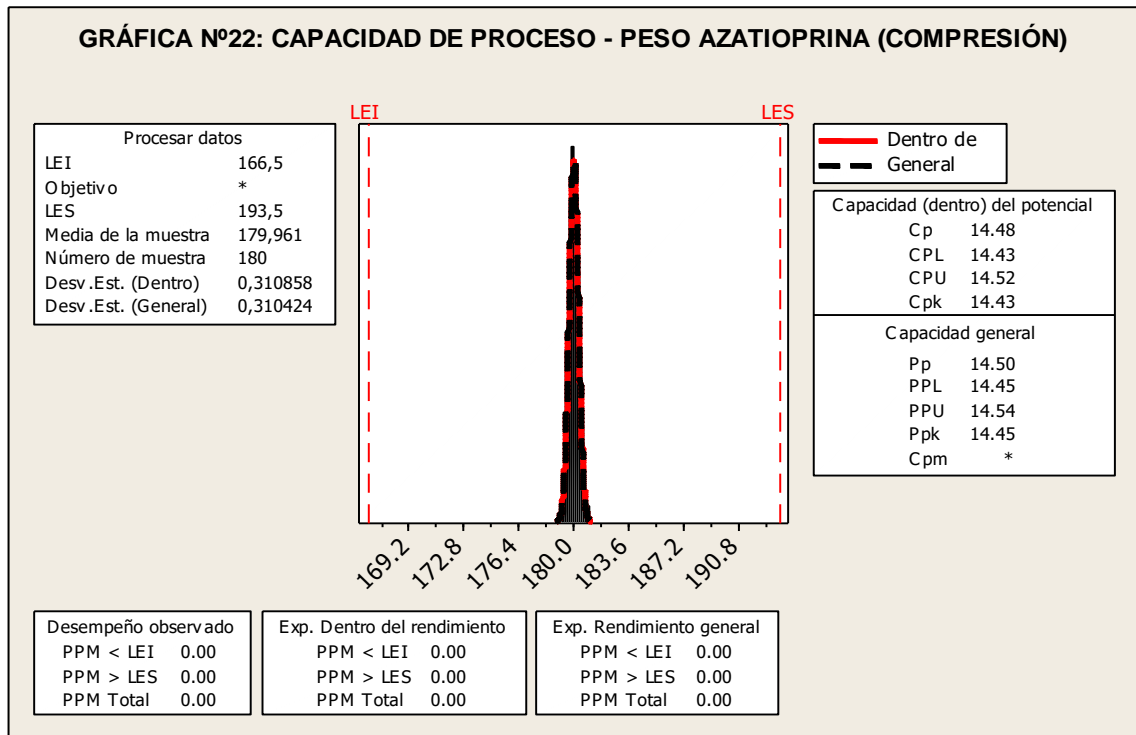 GRÁFICA Nº22: CAPACIDAD DE PROCESO - PESO AZATIOPRINA (COMPRESIÓN)
LEI LES
Procesar datos
LEI 166,5
Objetivo *
LES 193,5
Media de la muestra 179,961
Número de muestra 180
Desv.Est. (Dentro) 0,310858
Desv.Est. (General) 0,310424
Dentro de
General
Capacidad (dentro) del potencial
Cp 14.48
CPL 14.43
CPU 14.52
Cpk 14.43
Capacidad general
Pp 14.50
PPL 14.45
PPU 14.54
Ppk 14.45
Cpm *
169.2 172.8 176.4 180.0 183.6 187.2 190.8
Desempeño observado
PPM < LEI 0.00
PPM > LES 0.00
PPM Total 0.00
Exp. Dentro del rendimiento
PPM < LEI 0.00
PPM > LES 0.00
PPM Total 0.00
Exp. Rendimiento general
PPM < LEI 0.00
PPM > LES 0.00
PPM Total 0.00